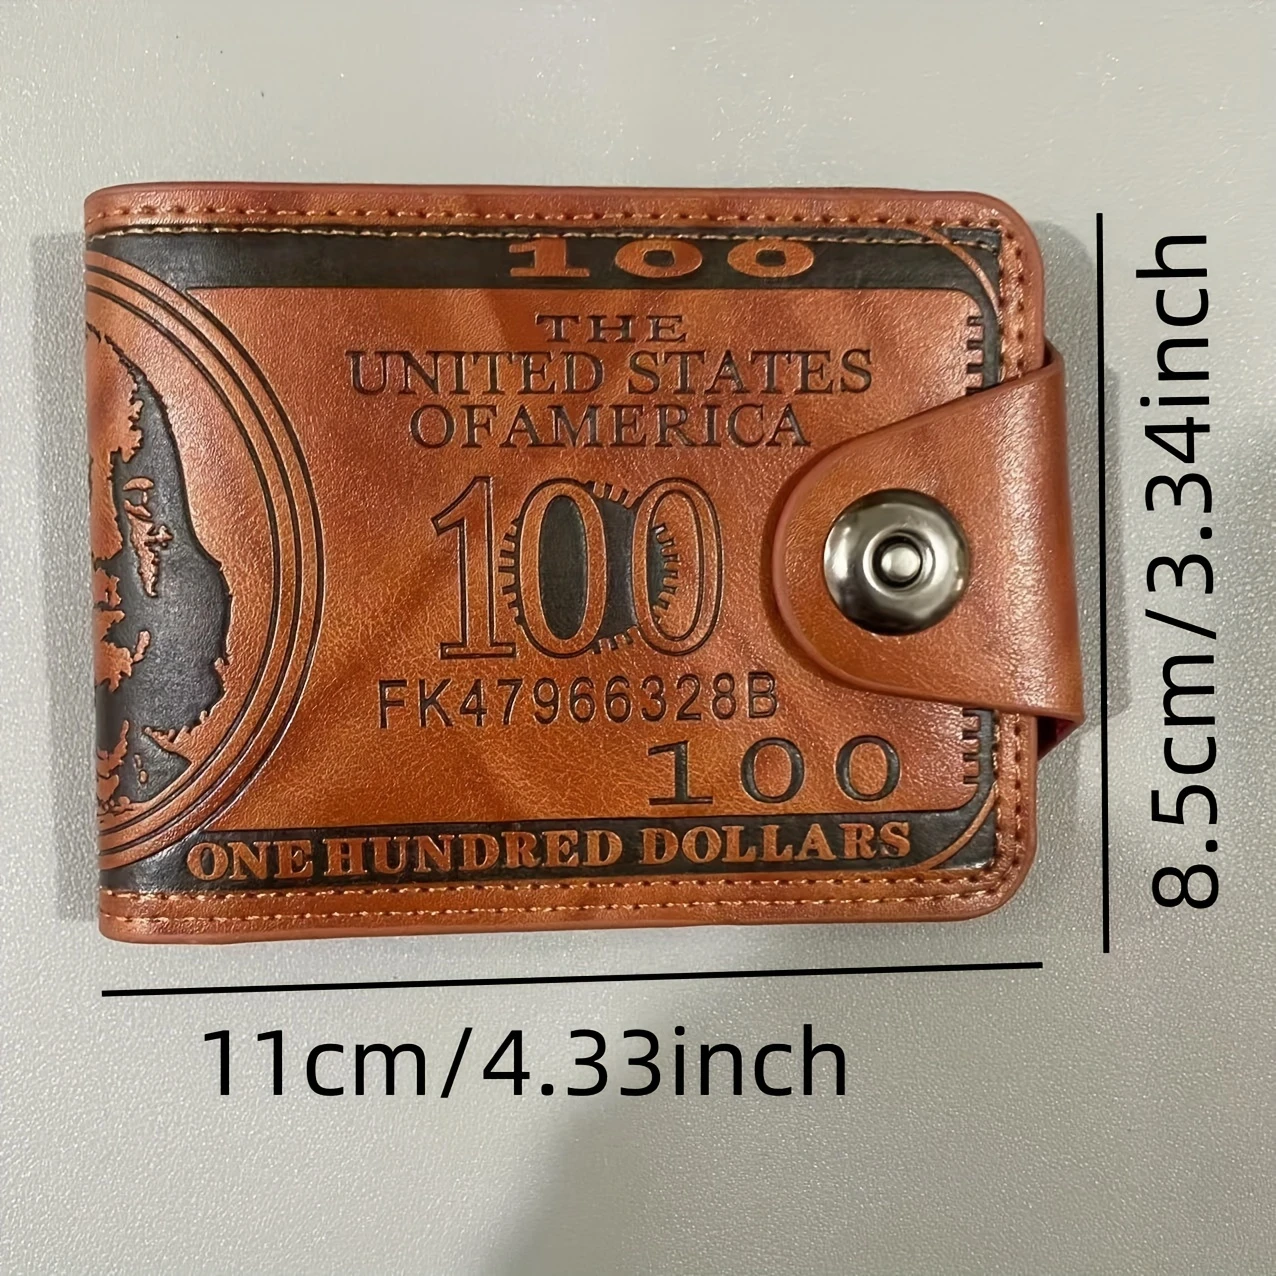 100
THE
UNITED STATES
OFAMERICA
100
FK47966328B
100
ONE HUNDRED DOLLARS
8.5cm/3.34inch
11cm/4.33inch